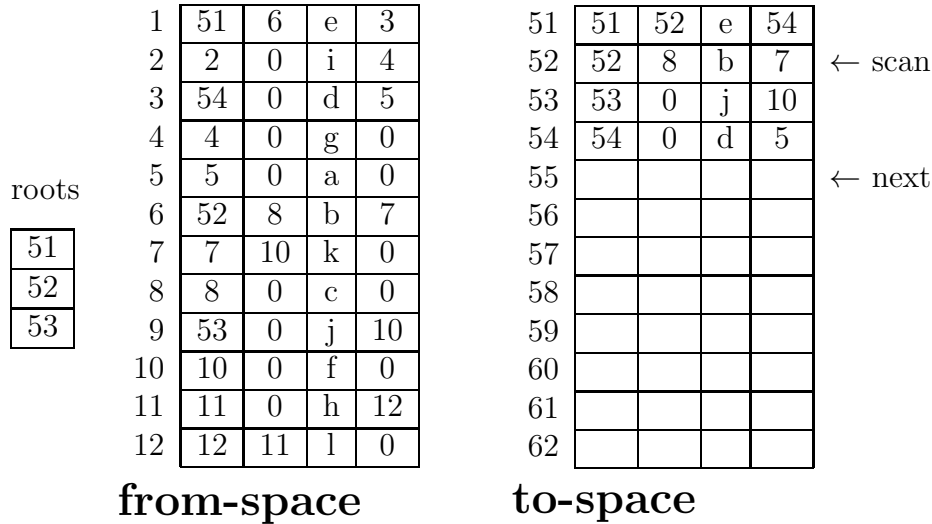 1 51 6 e 3 51 51 52 e 54
2 2 0 i 4 52 52 8 b 7 ← scan
3 54 0 d 5 53 53 0 j 10
4 4 0 g 0 54 54 0 d 5
5 5 0 a 0 55 ← next
roots
6 52 8 b 7 56
51 7 7 10 k 0 57
52 8 8 0 c 0 58
53 9 53 0 j 10 59
10 10 0 f 0 60
11 11 0 h 12 61
12 12 11 l 0 62
from-space to-space